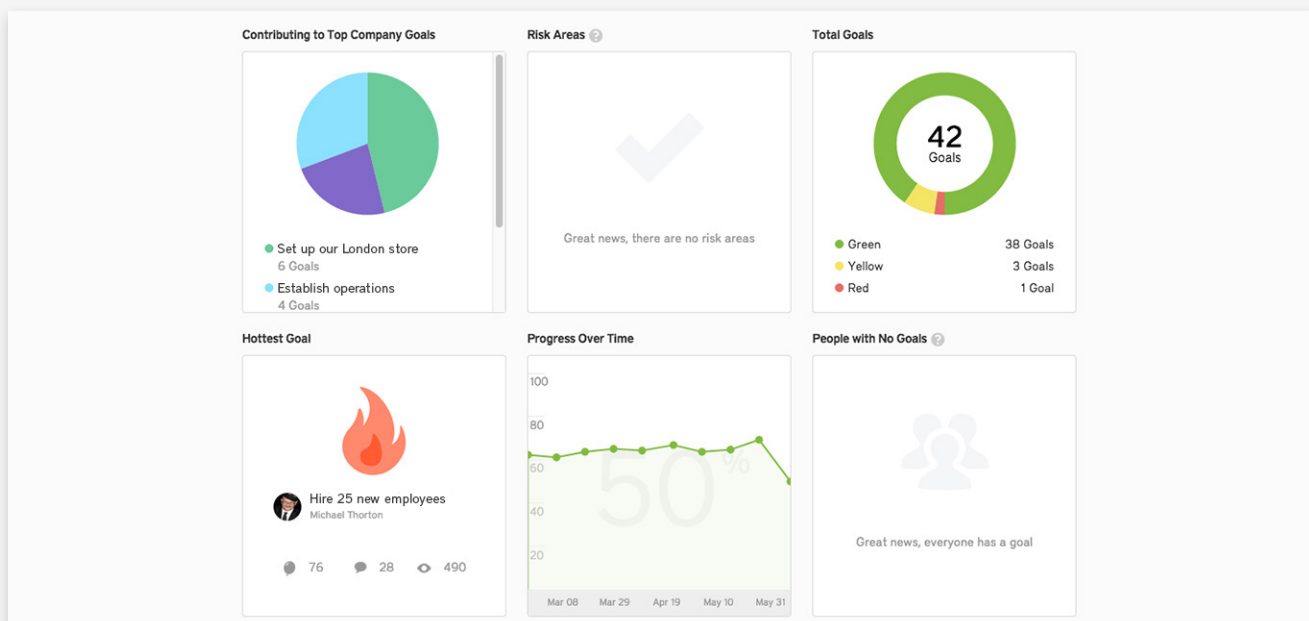 Contributing to Top Company Goals
Set up our London store
6 Goals
Establish operations
4 Goals
Risk Areas ?
Great news, there are no risk areas
Total Goals
42
Goals
Green 38 Goals
Yellow 3 Goals
Red 1 Goal
Hottest Goal
Hire 25 new employees
Michael Thorton
76 28 490
Progress Over Time
100
80
60
40
20
50%
Mar 08 Mar 29 Apr 19 May 10 May 31
People with No Goals ?
Great news, everyone has a goal